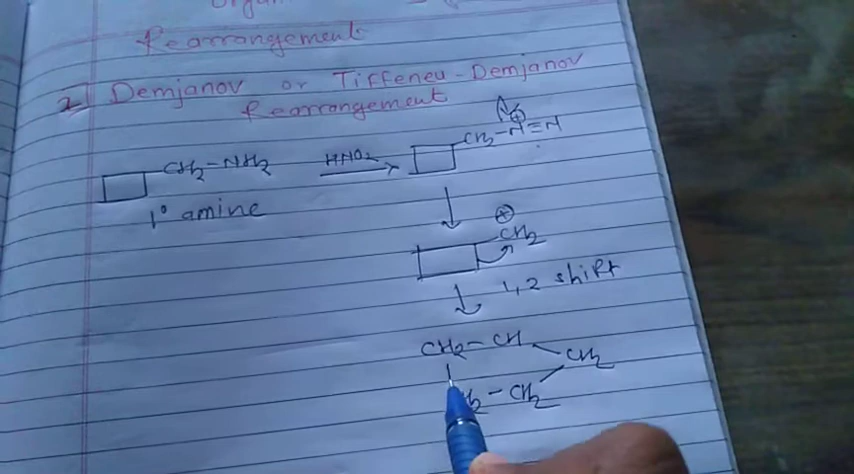 Rearrangement
2] Demjanov or Tiffeneu-Demjanov
Rearrangement
CH2-NH2 HNO2 CH2-N≡N
1° amine
CH2
1,2 shift
CH2-CH CH2
CH2